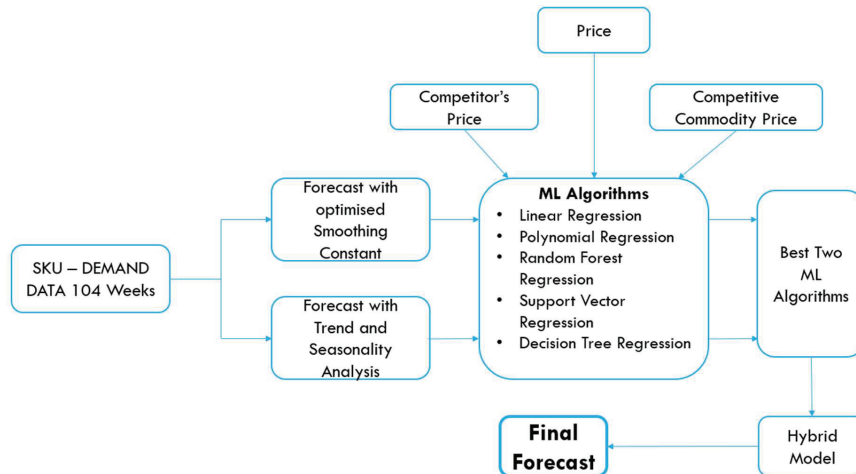 Price
Competitor's
Price
Competitive
Commodity Price
Forecast with
optimised
Smoothing
Constant
ML Algorithms
• Linear Regression
• Polynomial Regression
• Random Forest
Regression
• Support Vector
Regression
• Decision Tree Regression
SKU – DEMAND
DATA 104 Weeks
Forecast with
Trend and
Seasonality
Analysis
Best Two
ML
Algorithms
Final
Forecast
Hybrid
Model